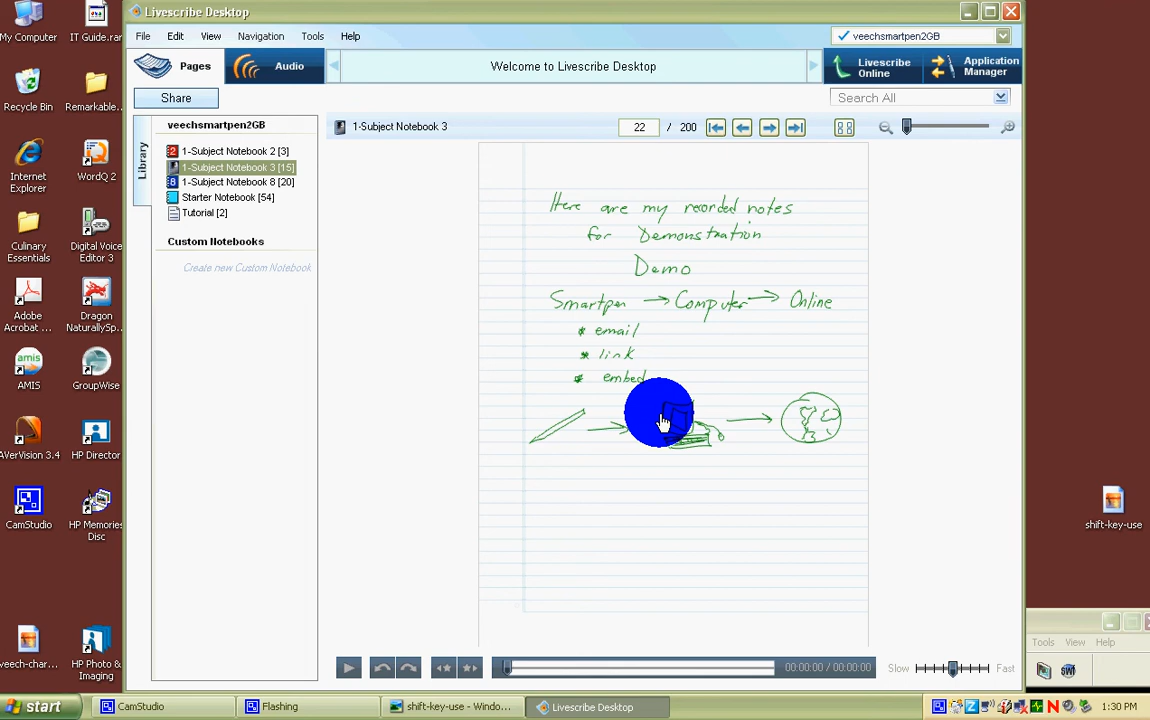 Livescribe Desktop
My Computer
IT Guide.rar
File Edit View Navigation Tools Help
veechsmartpen2GB
Pages
Audio
Welcome to Livescribe Desktop
Livescribe Online
Application Manager
Recycle Bin
Remarkable...
Share
Search All
veechsmartpen2GB
1-Subject Notebook 3
22 / 200
Library
1-Subject Notebook 2 [3]
1-Subject Notebook 3 [15]
1-Subject Notebook 8 [20]
Starter Notebook [54]
Tutorial [2]
Custom Notebooks
Create new Custom Notebook
Internet Explorer
WordQ 2
Culinary Essentials
Digital Voice Editor 3
Adobe Acrobat ...
Dragon NaturallySp...
AMIS
GroupWise
AVerVision 3.4
HP Director
CamStudio
HP Memories Disc
veech-char...
HP Photo & Imaging
Here are my recorded notes
for Demonstration
Demo
Smartpen → Computer → Online
* email
* link
* embed
shift-key-use
Tools View Help
00:00:00 / 00:00:00
Slow
Fast
start
CamStudio
Flashing
shift-key-use - Windo...
Livescribe Desktop
1:30 PM